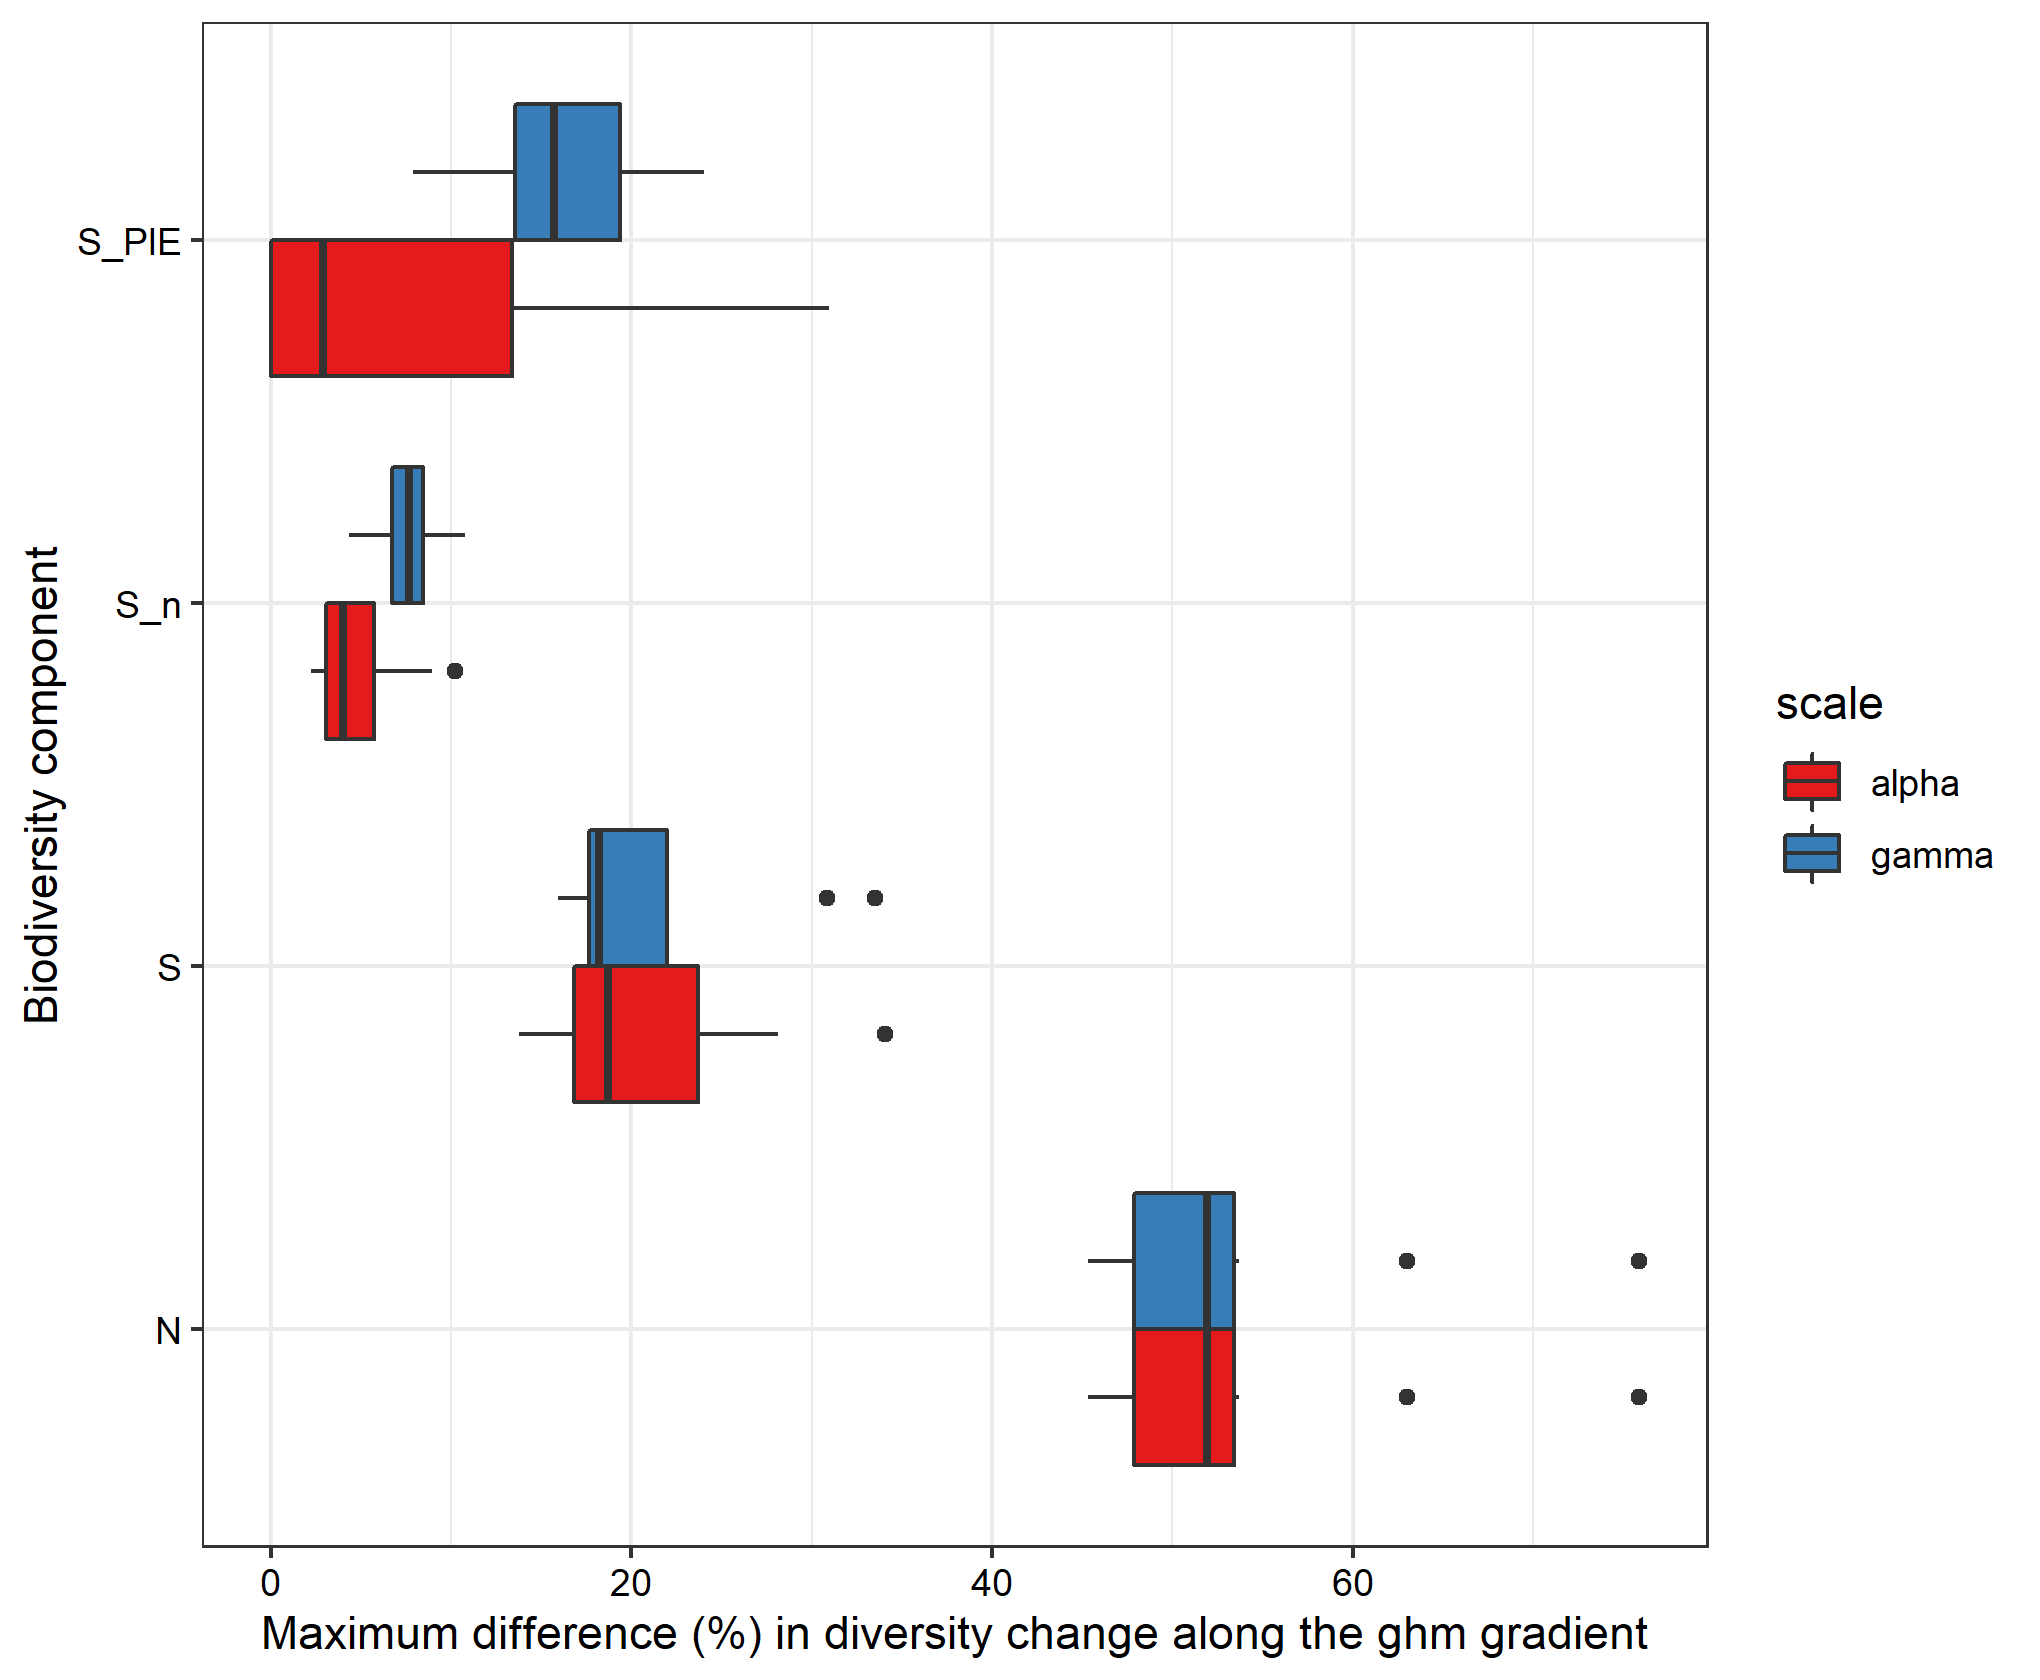 Biodiversity component
S_PIE
S_n
S
N
0 20 40 60
Maximum difference (%) in diversity change along the ghm gradient
scale
alpha
gamma